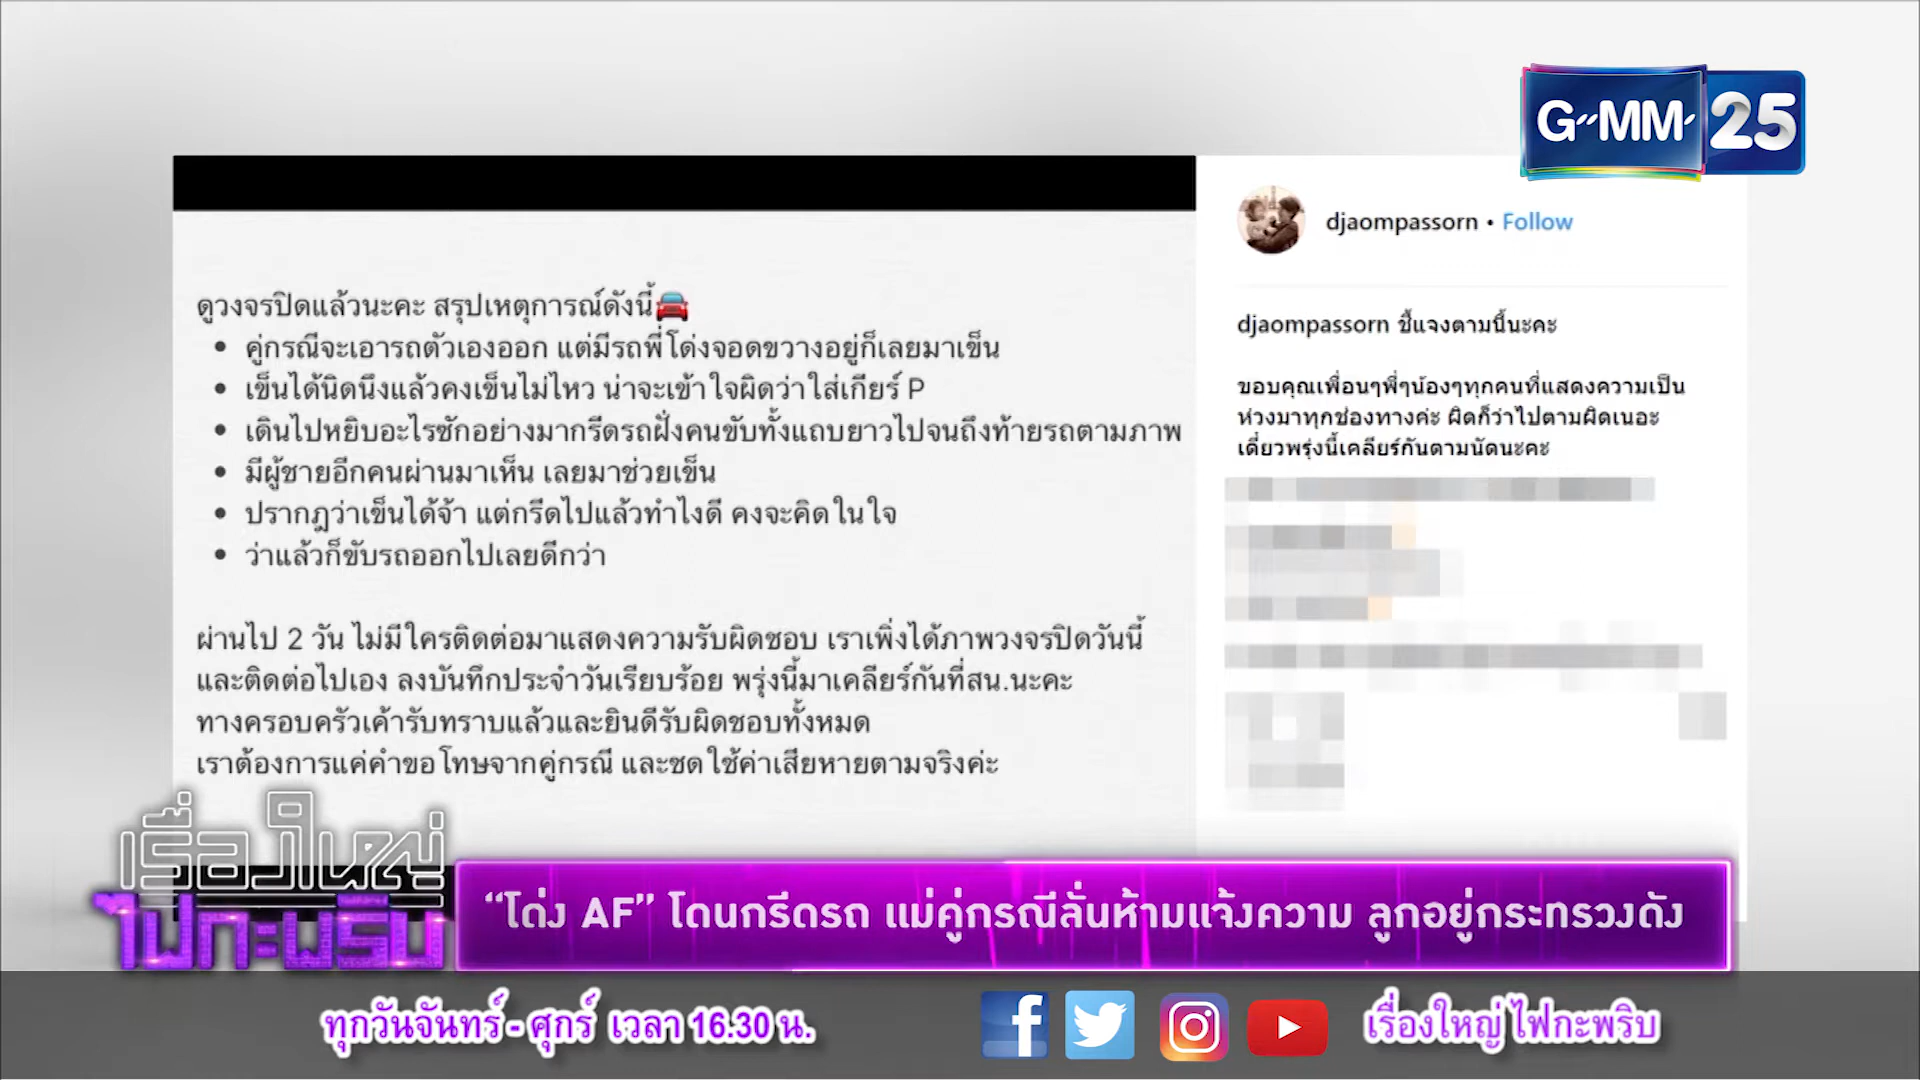 G-MM 25
djaompassorn • Follow
ดูวงจรปิดแล้วนะคะ สรุปเหตุการณ์ดังนี้
• คู่กรณีจะเอารถตัวเองออก แต่มีรถพี่โด่งจอดขวางอยู่ก็เลยมาเข็น
• เข็นได้นิดนึงแล้วคงเข็นไม่ไหว น่าจะเข้าใจผิดว่าใส่เกียร์ P
• เดินไปหยิบอะไรซักอย่างมากรีดรถฝั่งคนขับทั้งแถบยาวไปจนถึงท้ายรถตามภาพ
• มีผู้ชายอีกคนผ่านมาเห็น เลยมาช่วยเข็น
• ปรากฎว่าเข็นได้จ้า แต่กรีดไปแล้วทำไงดี คงจะคิดในใจ
• ว่าแล้วก็ขับรถออกไปเลยดีกว่า
ผ่านไป 2 วัน ไม่มีใครติดต่อมาแสดงความรับผิดชอบ เราเพิ่งได้ภาพวงจรปิดวันนี้
และติดต่อไปเอง ลงบันทึกประจำวันเรียบร้อย พรุ่งนี้มาเคลียร์กันที่สน.นะคะ
ทางครอบครัวเค้ารับทราบแล้วและยินดีรับผิดชอบทั้งหมด
เราต้องการแค่คำขอโทษจากคู่กรณี และชดใช้ค่าเสียหายตามจริงค่ะ
djaompassorn ชี้แจงตามนี้นะคะ
ขอบคุณเพื่อนๆพี่ๆน้องๆทุกคนที่แสดงความเป็น
ห่วงมาทุกช่องทางค่ะ ผิดก็ว่าไปตามผิดเนอะ
เดี๋ยวพรุ่งนี้เคลียร์กันตามนัดนะคะ
เรื่องใหญ่
ไฟกะพริบ
“โด่ง AF” โดนกรีดรถ แม่คู่กรณีลั่นห้ามแจ้งความ ลูกอยู่กระทรวงดัง
ทุกวันจันทร์ - ศุกร์ เวลา 16.30 น.
เรื่องใหญ่ ไฟกะพริบ